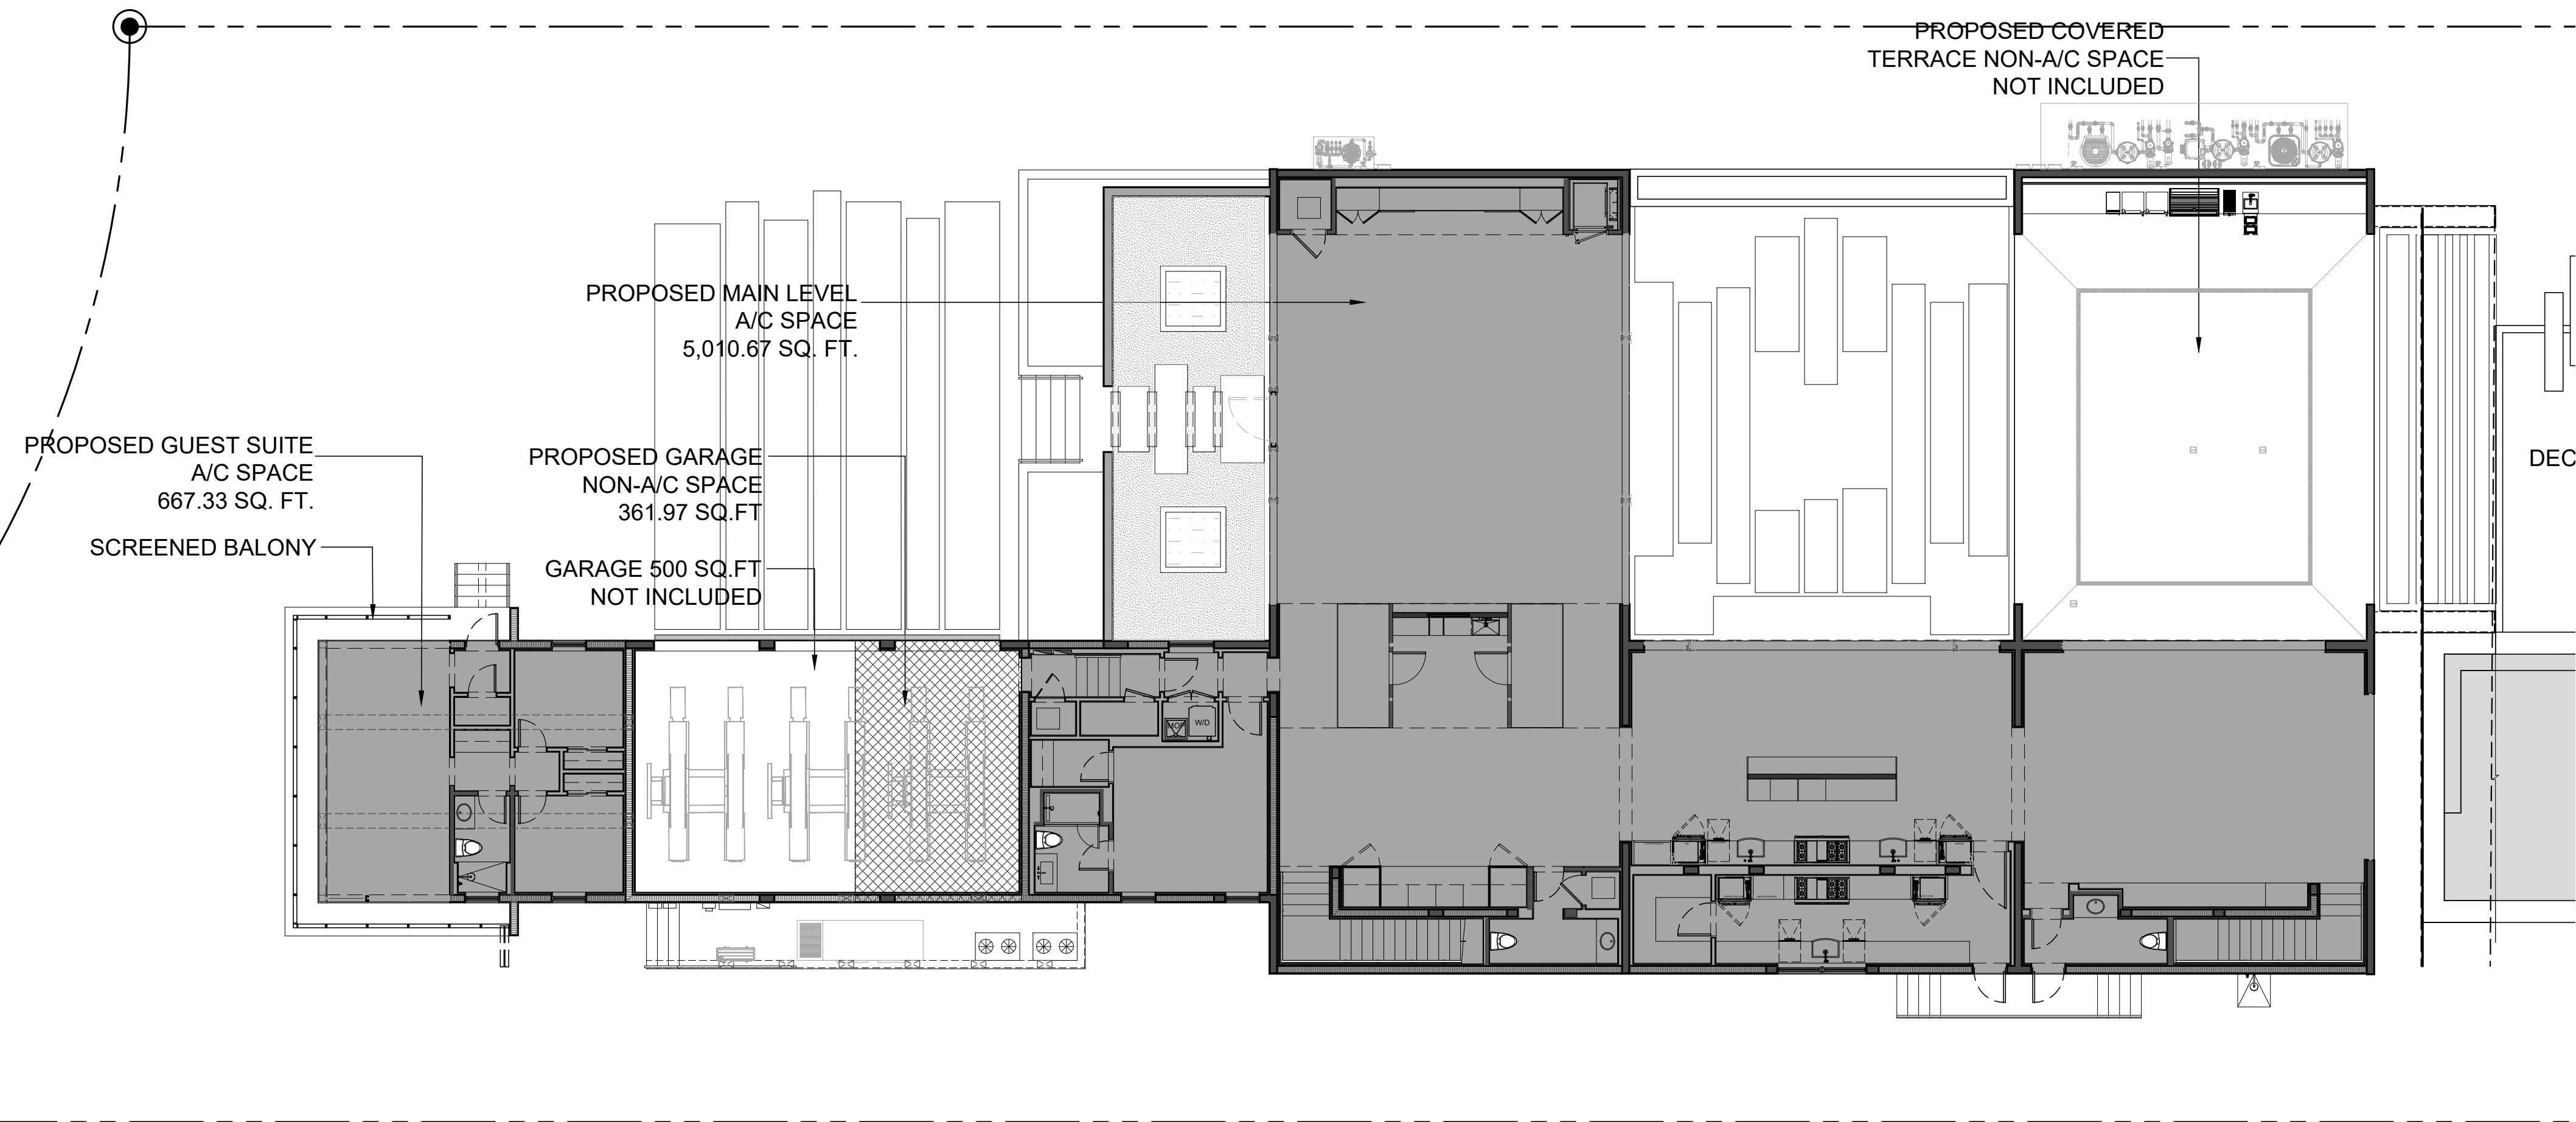 PROPOSED COVERED
TERRACE NON-A/C SPACE
NOT INCLUDED
PROPOSED MAIN LEVEL
A/C SPACE
5,010.67 SQ. FT.
PROPOSED GUEST SUITE
A/C SPACE
667.33 SQ. FT.
SCREENED BALONY
PROPOSED GARAGE
NON-A/C SPACE
361.97 SQ.FT
GARAGE 500 SQ.FT
NOT INCLUDED
DEC
MOP
W/D